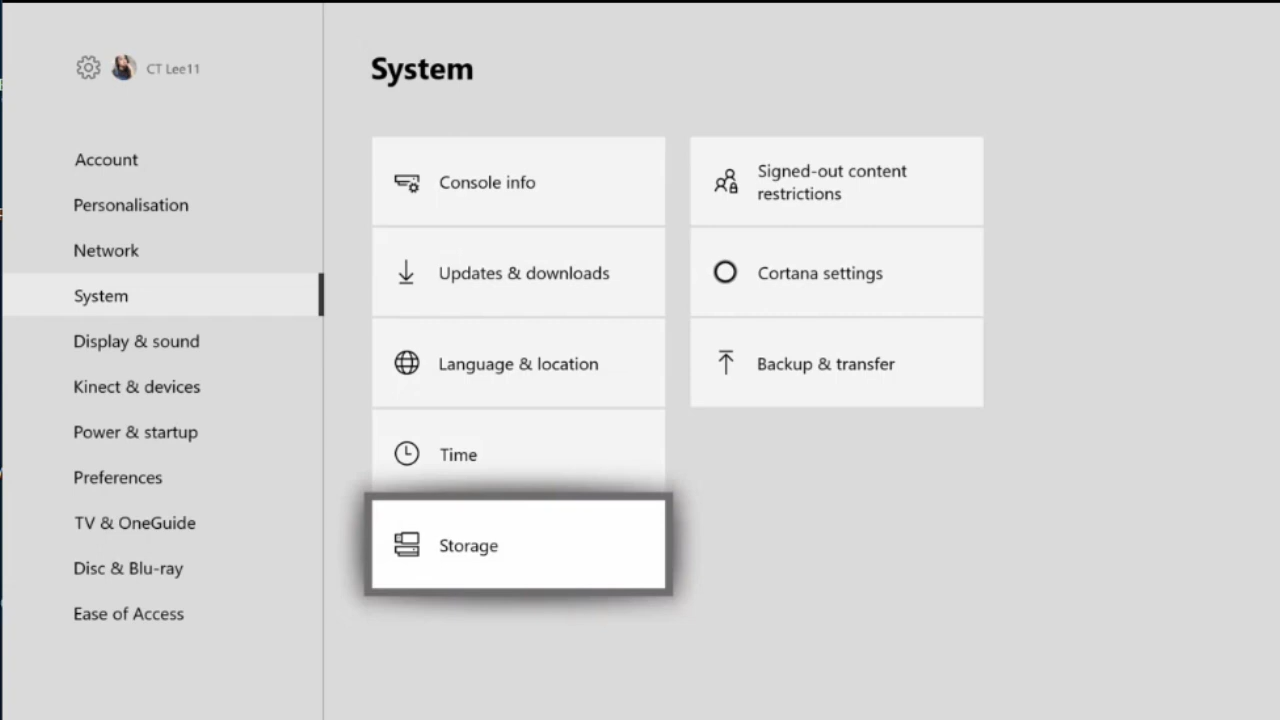 CT Lee11
System
Account
Personalisation
Network
System
Display & sound
Kinect & devices
Power & startup
Preferences
TV & OneGuide
Disc & Blu-ray
Ease of Access
Console info
Updates & downloads
Language & location
Time
Storage
Signed-out content
restrictions
Cortana settings
Backup & transfer